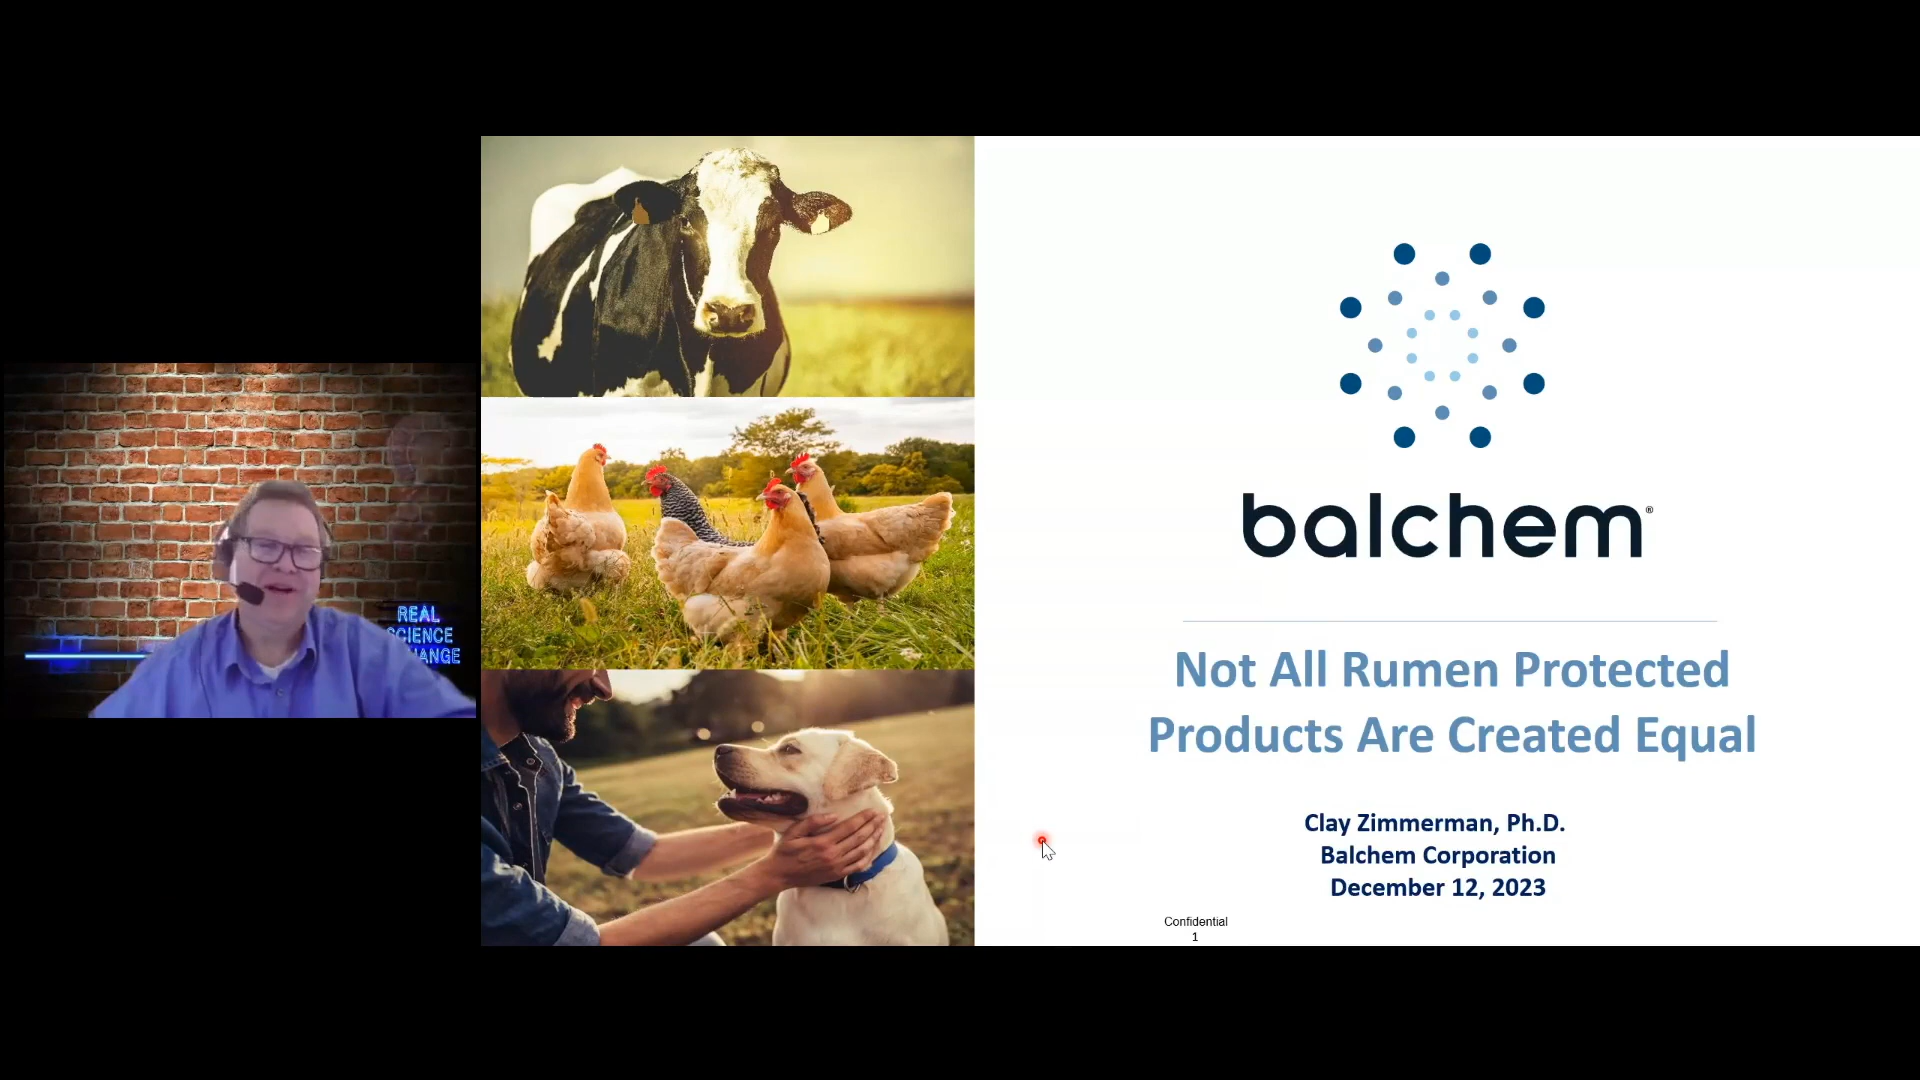 REAL
SCIENCE
balchem®
Not All Rumen Protected
Products Are Created Equal
Clay Zimmerman, Ph.D.
Balchem Corporation
December 12, 2023
Confidential
1